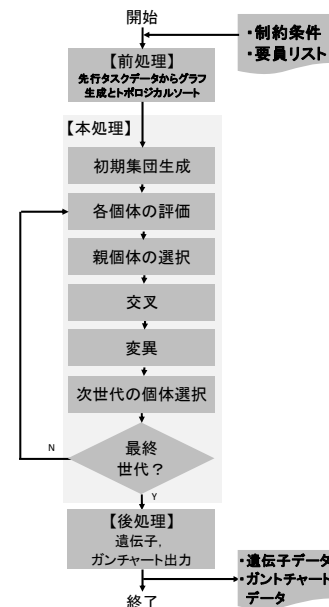 開始
・制約条件
・要員リスト
【前処理】
先行タスクデータからグラフ
生成とトポロジカルソート
【本処理】
初期集団生成
各個体の評価
親個体の選択
交叉
変異
次世代の個体選択
N
最終
世代？
Y
【後処理】
遺伝子,
ガンチャート出力
・遺伝子データ
・ガントチャート
データ
終了